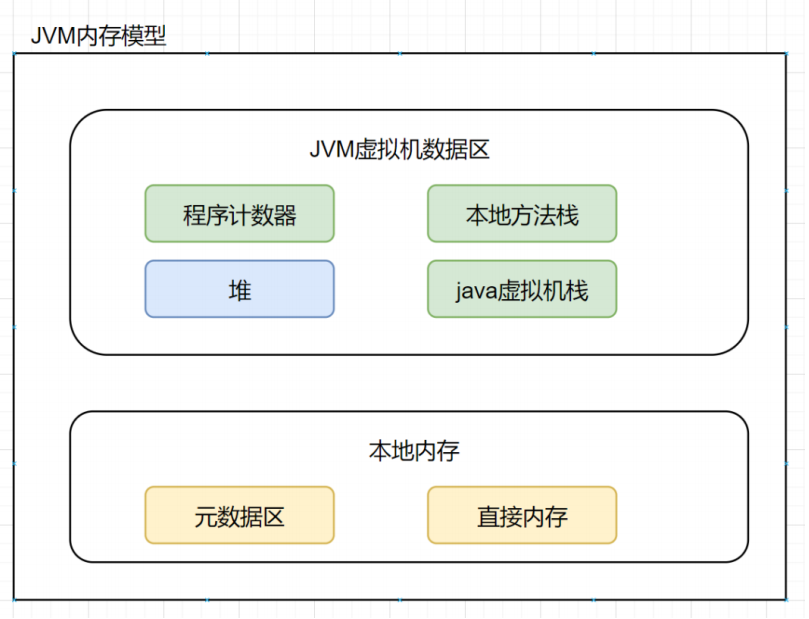 JVM内存模型
JVM虚拟机数据区
程序计数器
本地方法栈
堆
java虚拟机栈
本地内存
元数据区
直接内存